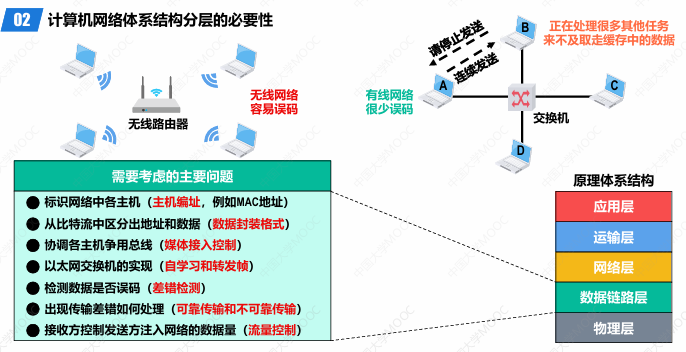 02 计算机网络体系结构分层的必要性
无线路由器
无线网络
容易误码
请停止发送
连续发送
A
B
C
D
正在处理很多其他任务
来不及取走缓存中的数据
有线网络
很少误码
交换机
需要考虑的主要问题
标识网络中各主机（主机编址，例如MAC地址）
从比特流中区分出地址和数据（数据封装格式）
协调各主机争用总线（媒体接入控制）
以太网交换机的实现（自学习和转发帧）
检测数据是否误码（差错检测）
出现传输差错如何处理（可靠传输和不可靠传输）
接收方控制发送方注入网络的数据量（流量控制）
原理体系结构
应用层
运输层
网络层
数据链路层
物理层